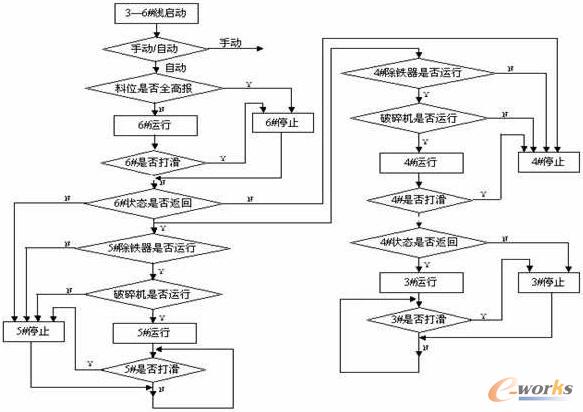 3—6#线启动
手动/自动
手动
自动
料位是否全高报
Y
N
6#运行
6#停止
6#是否打滑
Y
N
6#状态是否返回
N
N
Y
5#除铁器是否运行
N
Y
破碎机是否运行
N
Y
5#停止
5#运行
5#是否打滑
Y
N
4#除铁器是否运行
N
Y
破碎机是否运行
N
Y
4#运行
4#停止
4#是否打滑
Y
N
4#状态是否返回
N
Y
3#运行
3#停止
3#是否打滑
Y
N
e-works